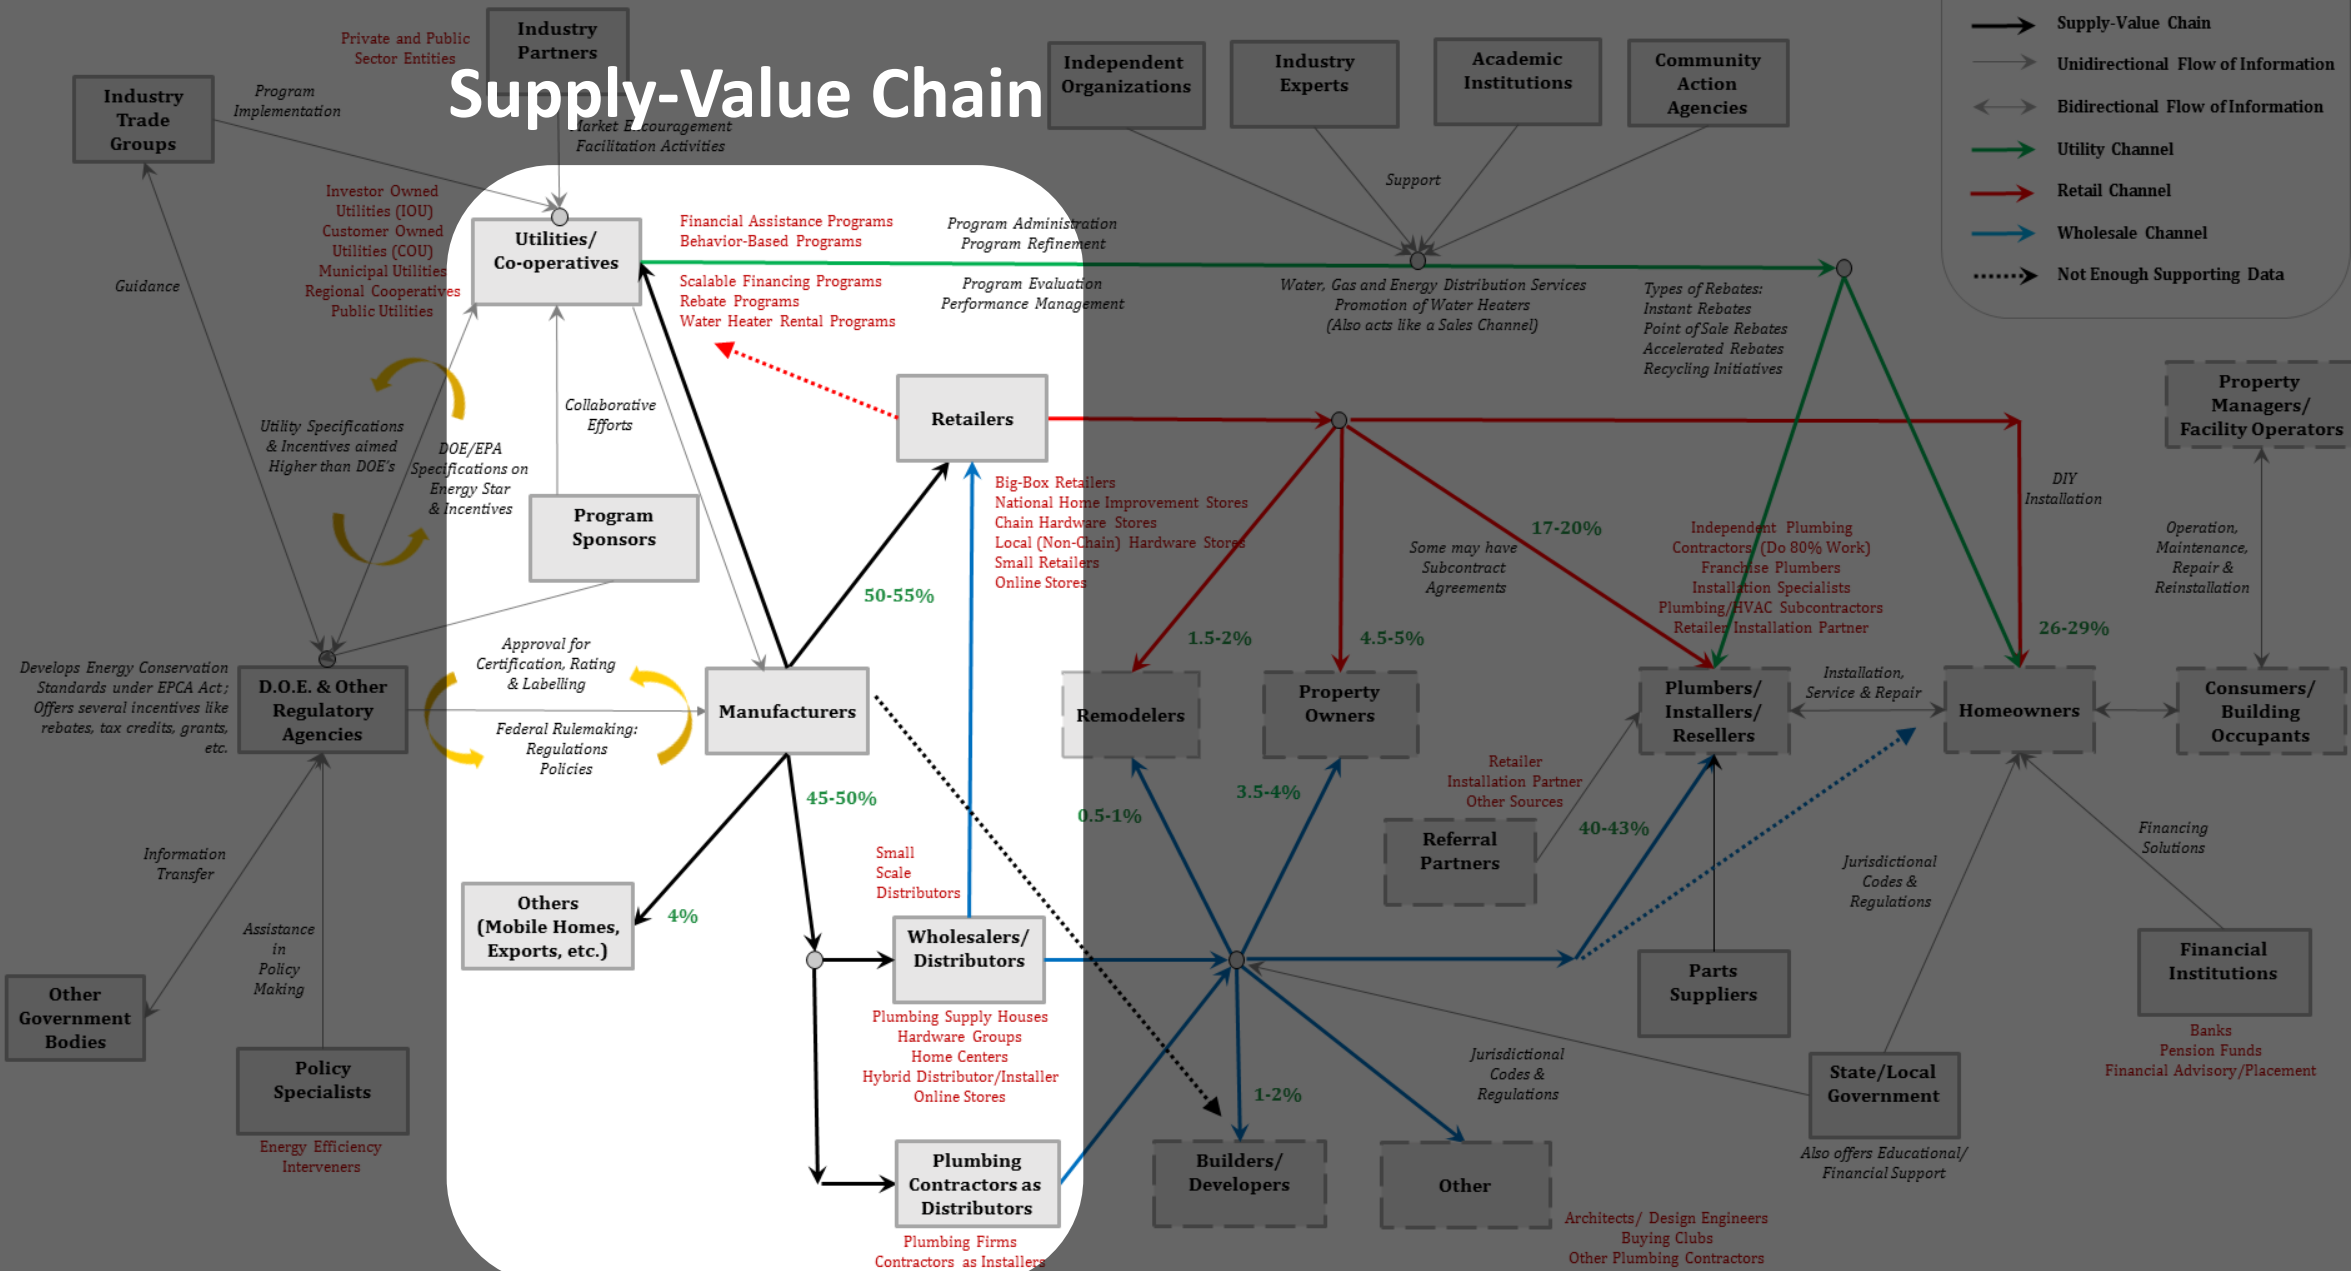 Supply-Value Chain
Private and Public
Sector Entities
Industry
Partners
Industry
Trade
Groups
Program
Implementation
Market Encouragement
Facilitation Activities
Independent
Organizations
Industry
Experts
Academic
Institutions
Community
Action
Agencies
Support
Supply-Value Chain
Unidirectional Flow of Information
Bidirectional Flow of Information
Utility Channel
Retail Channel
Wholesale Channel
Not Enough Supporting Data
Investor Owned
Utilities (IOU)
Customer Owned
Utilities (COU)
Municipal Utilities
Regional Cooperatives
Public Utilities
Guidance
Utilities/
Co-operatives
Financial Assistance Programs
Behavior-Based Programs
Scalable Financing Programs
Rebate Programs
Water Heater Rental Programs
Program Administration
Program Refinement
Program Evaluation
Performance Management
Water, Gas and Energy Distribution Services
Promotion of Water Heaters
(Also acts like a Sales Channel)
Types of Rebates:
Instant Rebates
Point of Sale Rebates
Accelerated Rebates
Recycling Initiatives
Property
Managers/
Facility Operators
Utility Specifications
& Incentives aimed
Higher than DOE's
DOE/EPA
Specifications on
Energy Star
& Incentives
Collaborative
Efforts
Program
Sponsors
Retailers
Big-Box Retailers
National Home Improvement Stores
Chain Hardware Stores
Local (Non-Chain) Hardware Stores
Small Retailers
Online Stores
50-55%
Some may have
Subcontract
Agreements
17-20%
Independent Plumbing
Contractors (Do 80% Work)
Franchise Plumbers
Installation Specialists
Plumbing/HVAC Subcontractors
Retailer Installation Partner
DIY
Installation
Operation,
Maintenance,
Repair &
Reinstallation
1.5-2%
4.5-5%
26-29%
Develops Energy Conservation
Standards under EPCA Act;
Offers several incentives like
rebates, tax credits, grants,
etc.
D.O.E. & Other
Regulatory
Agencies
Approval for
Certification, Rating
& Labelling
Federal Rulemaking:
Regulations
Policies
Manufacturers
Remodelers
Property
Owners
Plumbers/
Installers/
Resellers
Installation,
Service & Repair
Homeowners
Consumers/
Building
Occupants
45-50%
0.5-1%
3.5-4%
Retailer
Installation Partner
Other Sources
Referral
Partners
40-43%
Jurisdictional
Codes &
Regulations
Financing
Solutions
Information
Transfer
Assistance
in
Policy
Making
Others
(Mobile Homes,
Exports, etc.)
4%
Small
Scale
Distributors
Wholesalers/
Distributors
Plumbing Supply Houses
Hardware Groups
Home Centers
Hybrid Distributor/Installer
Online Stores
Parts
Suppliers
Financial
Institutions
Banks
Pension Funds
Financial Advisory/Placement
Other
Government
Bodies
Policy
Specialists
Energy Efficiency
Interveners
Jurisdictional
Codes &
Regulations
State/Local
Government
Also offers Educational/
Financial Support
1-2%
Plumbing
Contractors as
Distributors
Plumbing Firms
Contractors as Installers
Builders/
Developers
Other
Architects/ Design Engineers
Buying Clubs
Other Plumbing Contractors